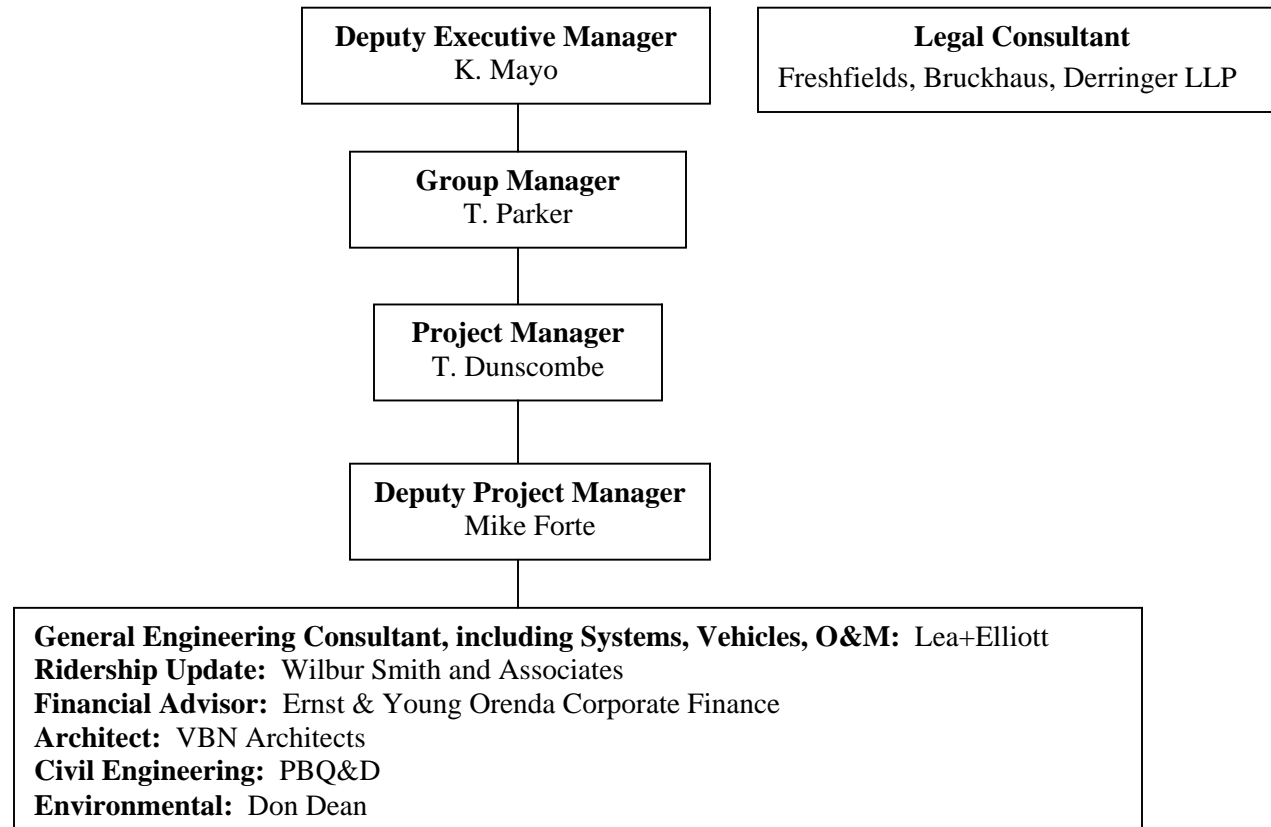 Deputy Executive Manager
K. Mayo
Legal Consultant
Freshfields, Bruckhaus, Derringer LLP
Group Manager
T. Parker
Project Manager
T. Dunscombe
Deputy Project Manager
Mike Forte
General Engineering Consultant, including Systems, Vehicles, O&M: Lea+Elliott
Ridership Update: Wilbur Smith and Associates
Financial Advisor: Ernst & Young Orenda Corporate Finance
Architect: VBN Architects
Civil Engineering: PBQ&D
Environmental: Don Dean